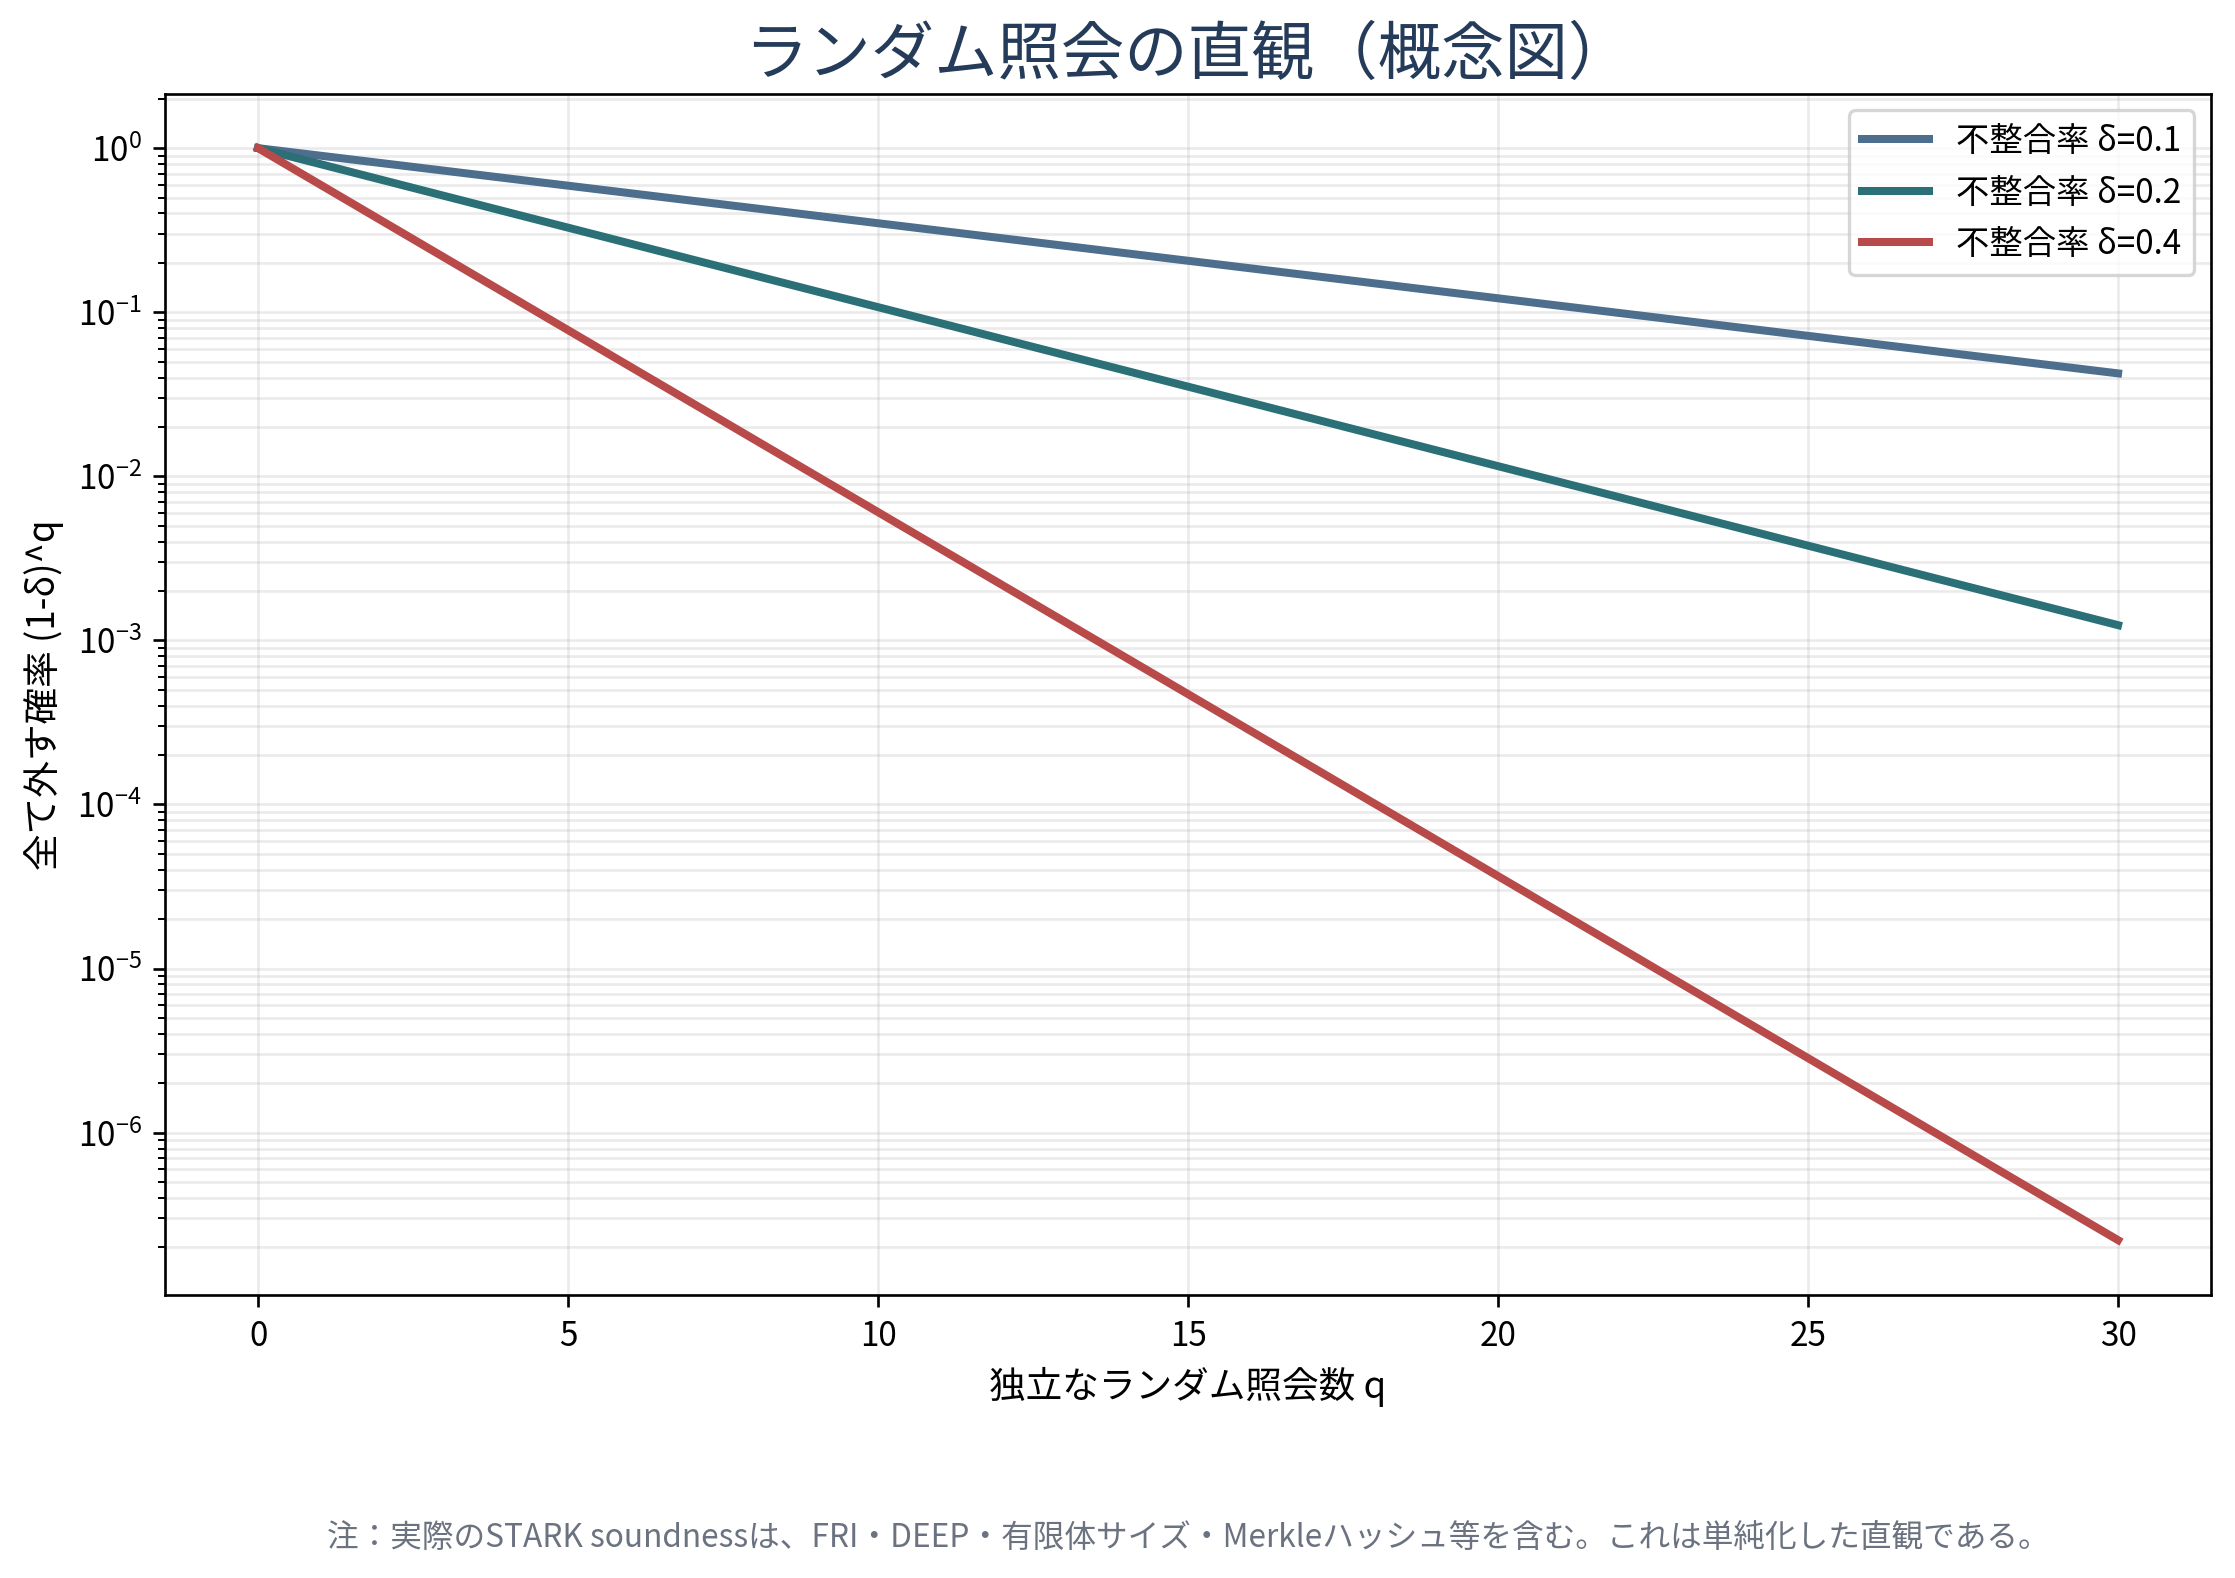 ランダム照会の直観（概念図）
不整合率 δ=0.1
不整合率 δ=0.2
不整合率 δ=0.4
全て外す確率 (1-δ)^q
10⁰
10⁻¹
10⁻²
10⁻³
10⁻⁴
10⁻⁵
10⁻⁶
0 5 10 15 20 25 30
独立なランダム照会数 q
注：実際のSTARK soundnessは、FRI・DEEP・有限体サイズ・Merkleハッシュ等を含む。これは単純化した直観である。